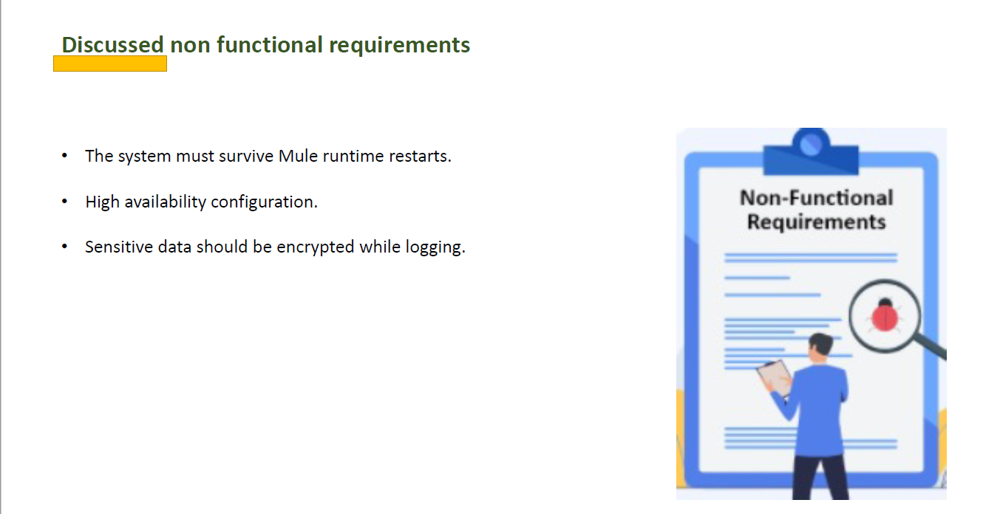 Discussed non functional requirements
• The system must survive Mule runtime restarts.
• High availability configuration.
• Sensitive data should be encrypted while logging.
Non-Functional
Requirements